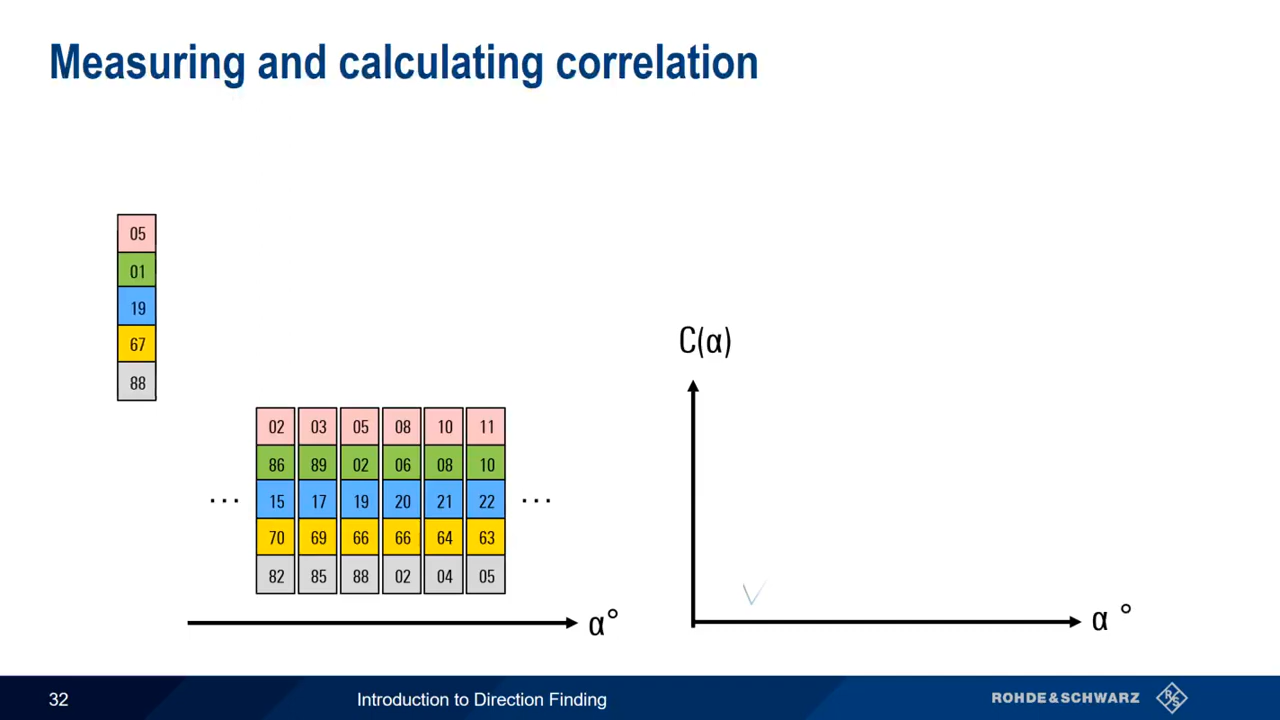 Measuring and calculating correlation
05
01
19
67
88
02 03 05 08 10 11
86 89 02 06 08 10
... 15 17 19 20 21 22 ...
70 69 66 66 64 63
82 85 88 02 04 05
α°
C(α)
α °
32 Introduction to Direction Finding ROHDE&SCHWARZ R&S